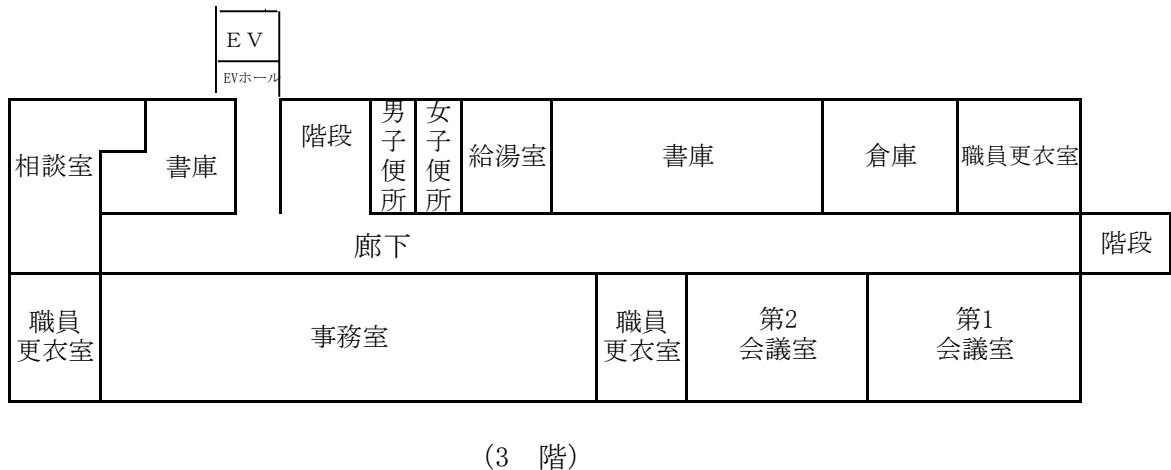 ＥＶ
EVホール
相談室
書庫
階段
男子便所
女子便所
給湯室
書庫
倉庫
職員更衣室
廊下
階段
職員
更衣室
事務室
職員
更衣室
第2
会議室
第1
会議室
(3　階)